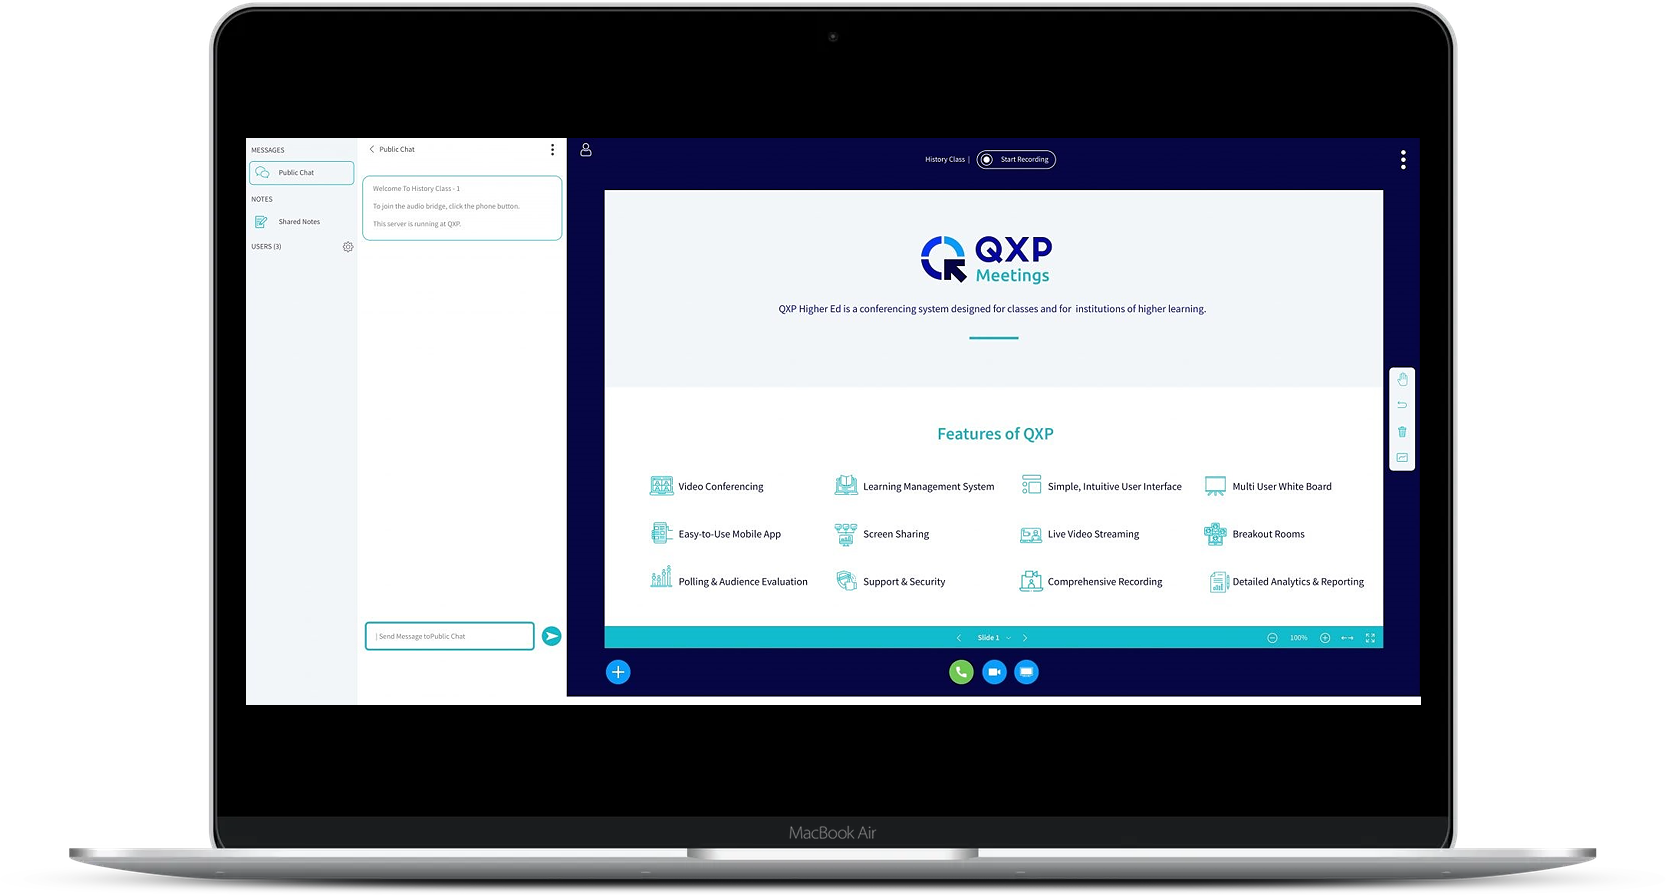 MESSAGES
Public Chat
NOTES
Shared Notes
USERS (3)
Public Chat
Welcome To History Class - 1
To join the audio bridge, click the phone button.
This server is running at QXP.
Send Message toPublic Chat
History Class |
Start Recording
QXP
Meetings
QXP Higher Ed is a conferencing system designed for classes and for institutions of higher learning.
Features of QXP
Video Conferencing
Learning Management System
Simple, Intuitive User Interface
Multi User White Board
Easy-to-Use Mobile App
Screen Sharing
Live Video Streaming
Breakout Rooms
Polling & Audience Evaluation
Support & Security
Comprehensive Recording
Detailed Analytics & Reporting
Slide 1
100%
MacBook Air